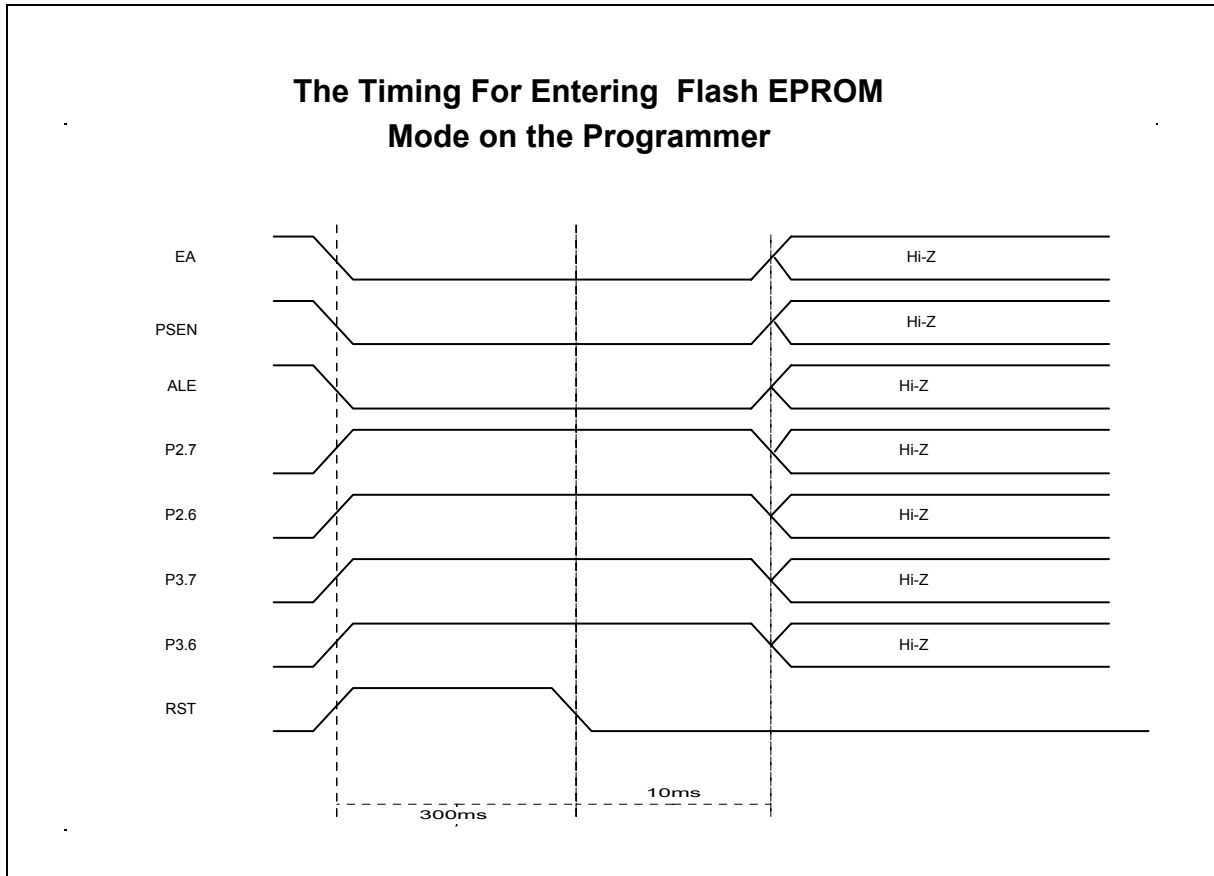 The Timing For Entering Flash EPROM
Mode on the Programmer
EA
Hi-Z
PSEN
Hi-Z
ALE
Hi-Z
P2.7
Hi-Z
P2.6
Hi-Z
P3.7
Hi-Z
P3.6
Hi-Z
RST
10ms
300ms